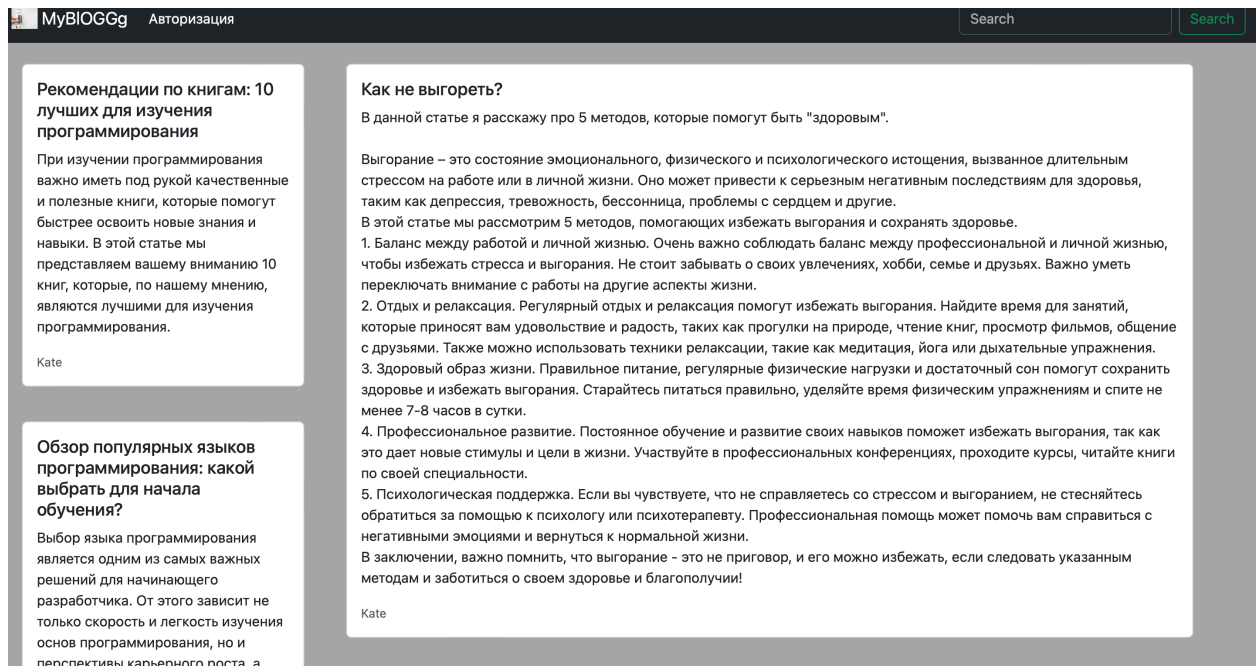 MyBlOGGg
Авторизация
Search
Search
Рекомендации по книгам: 10
лучших для изучения
программирования
При изучении программирования
важно иметь под рукой качественные
и полезные книги, которые помогут
быстрее освоить новые знания и
навыки. В этой статье мы
представляем вашему вниманию 10
книг, которые, по нашему мнению,
являются лучшими для изучения
программирования.
Kate
Обзор популярных языков
программирования: какой
выбрать для начала
обучения?
Выбор языка программирования
является одним из самых важных
решений для начинающего
разработчика. От этого зависит не
только скорость и легкость изучения
основ программирования, но и
перспективы карьерного роста, а
Как не выгореть?
В данной статье я расскажу про 5 методов, которые помогут быть "здоровым".
Выгорание – это состояние эмоционального, физического и психологического истощения, вызванное длительным
стрессом на работе или в личной жизни. Оно может привести к серьезным негативным последствиям для здоровья,
таким как депрессия, тревожность, бессонница, проблемы с сердцем и другие.
В этой статье мы рассмотрим 5 методов, помогающих избежать выгорания и сохранять здоровье.
1. Баланс между работой и личной жизнью. Очень важно соблюдать баланс между профессиональной и личной жизнью,
чтобы избежать стресса и выгорания. Не стоит забывать о своих увлечениях, хобби, семье и друзьях. Важно уметь
переключать внимание с работы на другие аспекты жизни.
2. Отдых и релаксация. Регулярный отдых и релаксация помогут избежать выгорания. Найдите время для занятий,
которые приносят вам удовольствие и радость, таких как прогулки на природе, чтение книг, просмотр фильмов, общение
с друзьями. Также можно использовать техники релаксации, такие как медитация, йога или дыхательные упражнения.
3. Здоровый образ жизни. Правильное питание, регулярные физические нагрузки и достаточный сон помогут сохранить
здоровье и избежать выгорания. Старайтесь питаться правильно, уделяйте время физическим упражнениям и спите не
менее 7-8 часов в сутки.
4. Профессиональное развитие. Постоянное обучение и развитие своих навыков поможет избежать выгорания, так как
это дает новые стимулы и цели в жизни. Участвуйте в профессиональных конференциях, проходите курсы, читайте книги
по своей специальности.
5. Психологическая поддержка. Если вы чувствуете, что не справляетесь со стрессом и выгоранием, не стесняйтесь
обратиться за помощью к психологу или психотерапевту. Профессиональная помощь может помочь вам справиться с
негативными эмоциями и вернуться к нормальной жизни.
В заключении, важно помнить, что выгорание - это не приговор, и его можно избежать, если следовать указанным
методам и заботиться о своем здоровье и благополучии!
Kate